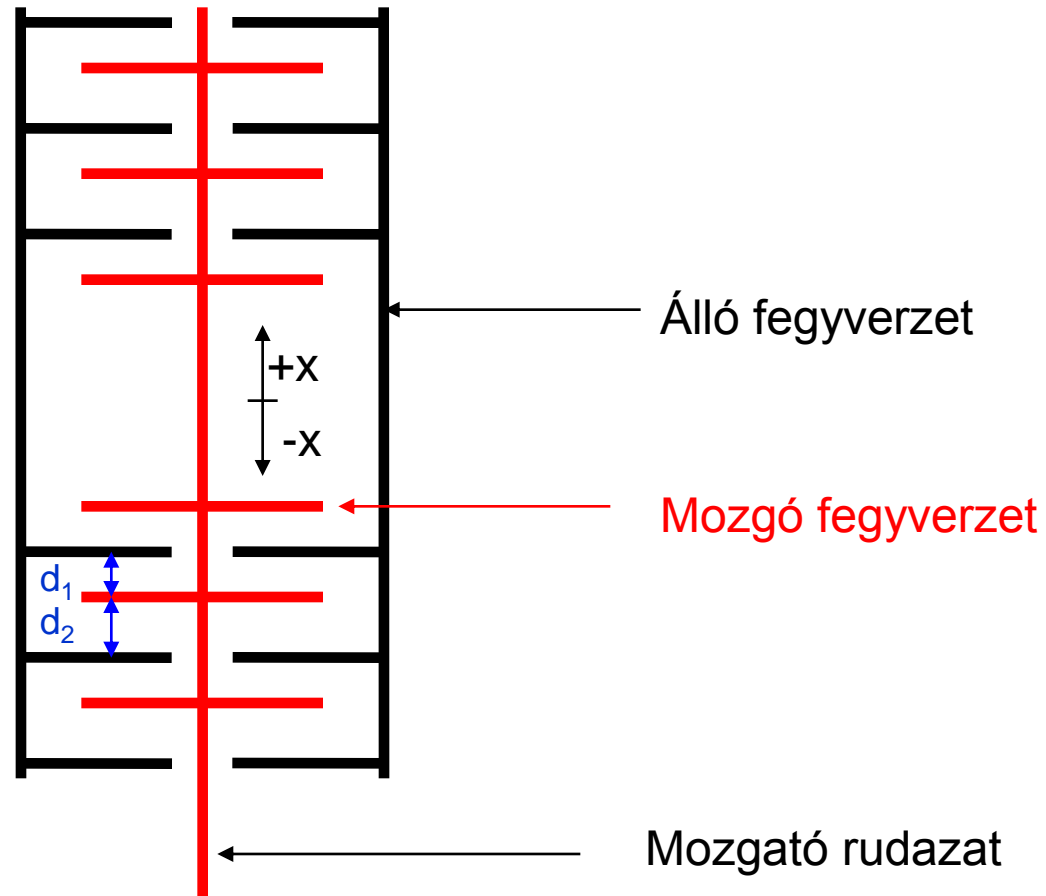 Álló fegyverzet
+x
-x
Mozgó fegyverzet
d₁
d₂
Mozgató rudazat